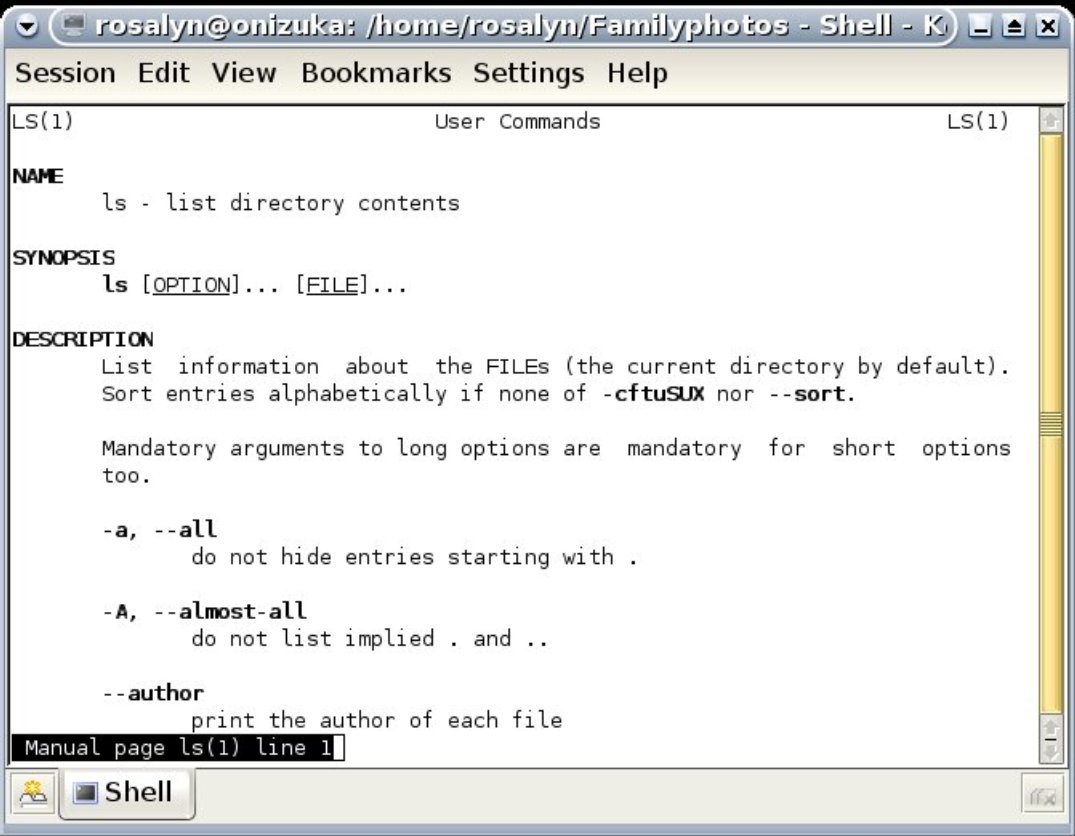 rosalyn@onizuka: /home/rosalyn/Familyphotos - Shell - K
Session Edit View Bookmarks Settings Help
LS(1) User Commands LS(1)
NAME
ls - list directory contents
SYNOPSIS
ls [OPTION]... [FILE]...
DESCRIPTION
List information about the FILEs (the current directory by default).
Sort entries alphabetically if none of -cftuSUX nor --sort.
Mandatory arguments to long options are mandatory for short options
too.
-a, --all
do not hide entries starting with .
-A, --almost-all
do not list implied . and ..
--author
print the author of each file
Manual page ls(1) line 1
Shell